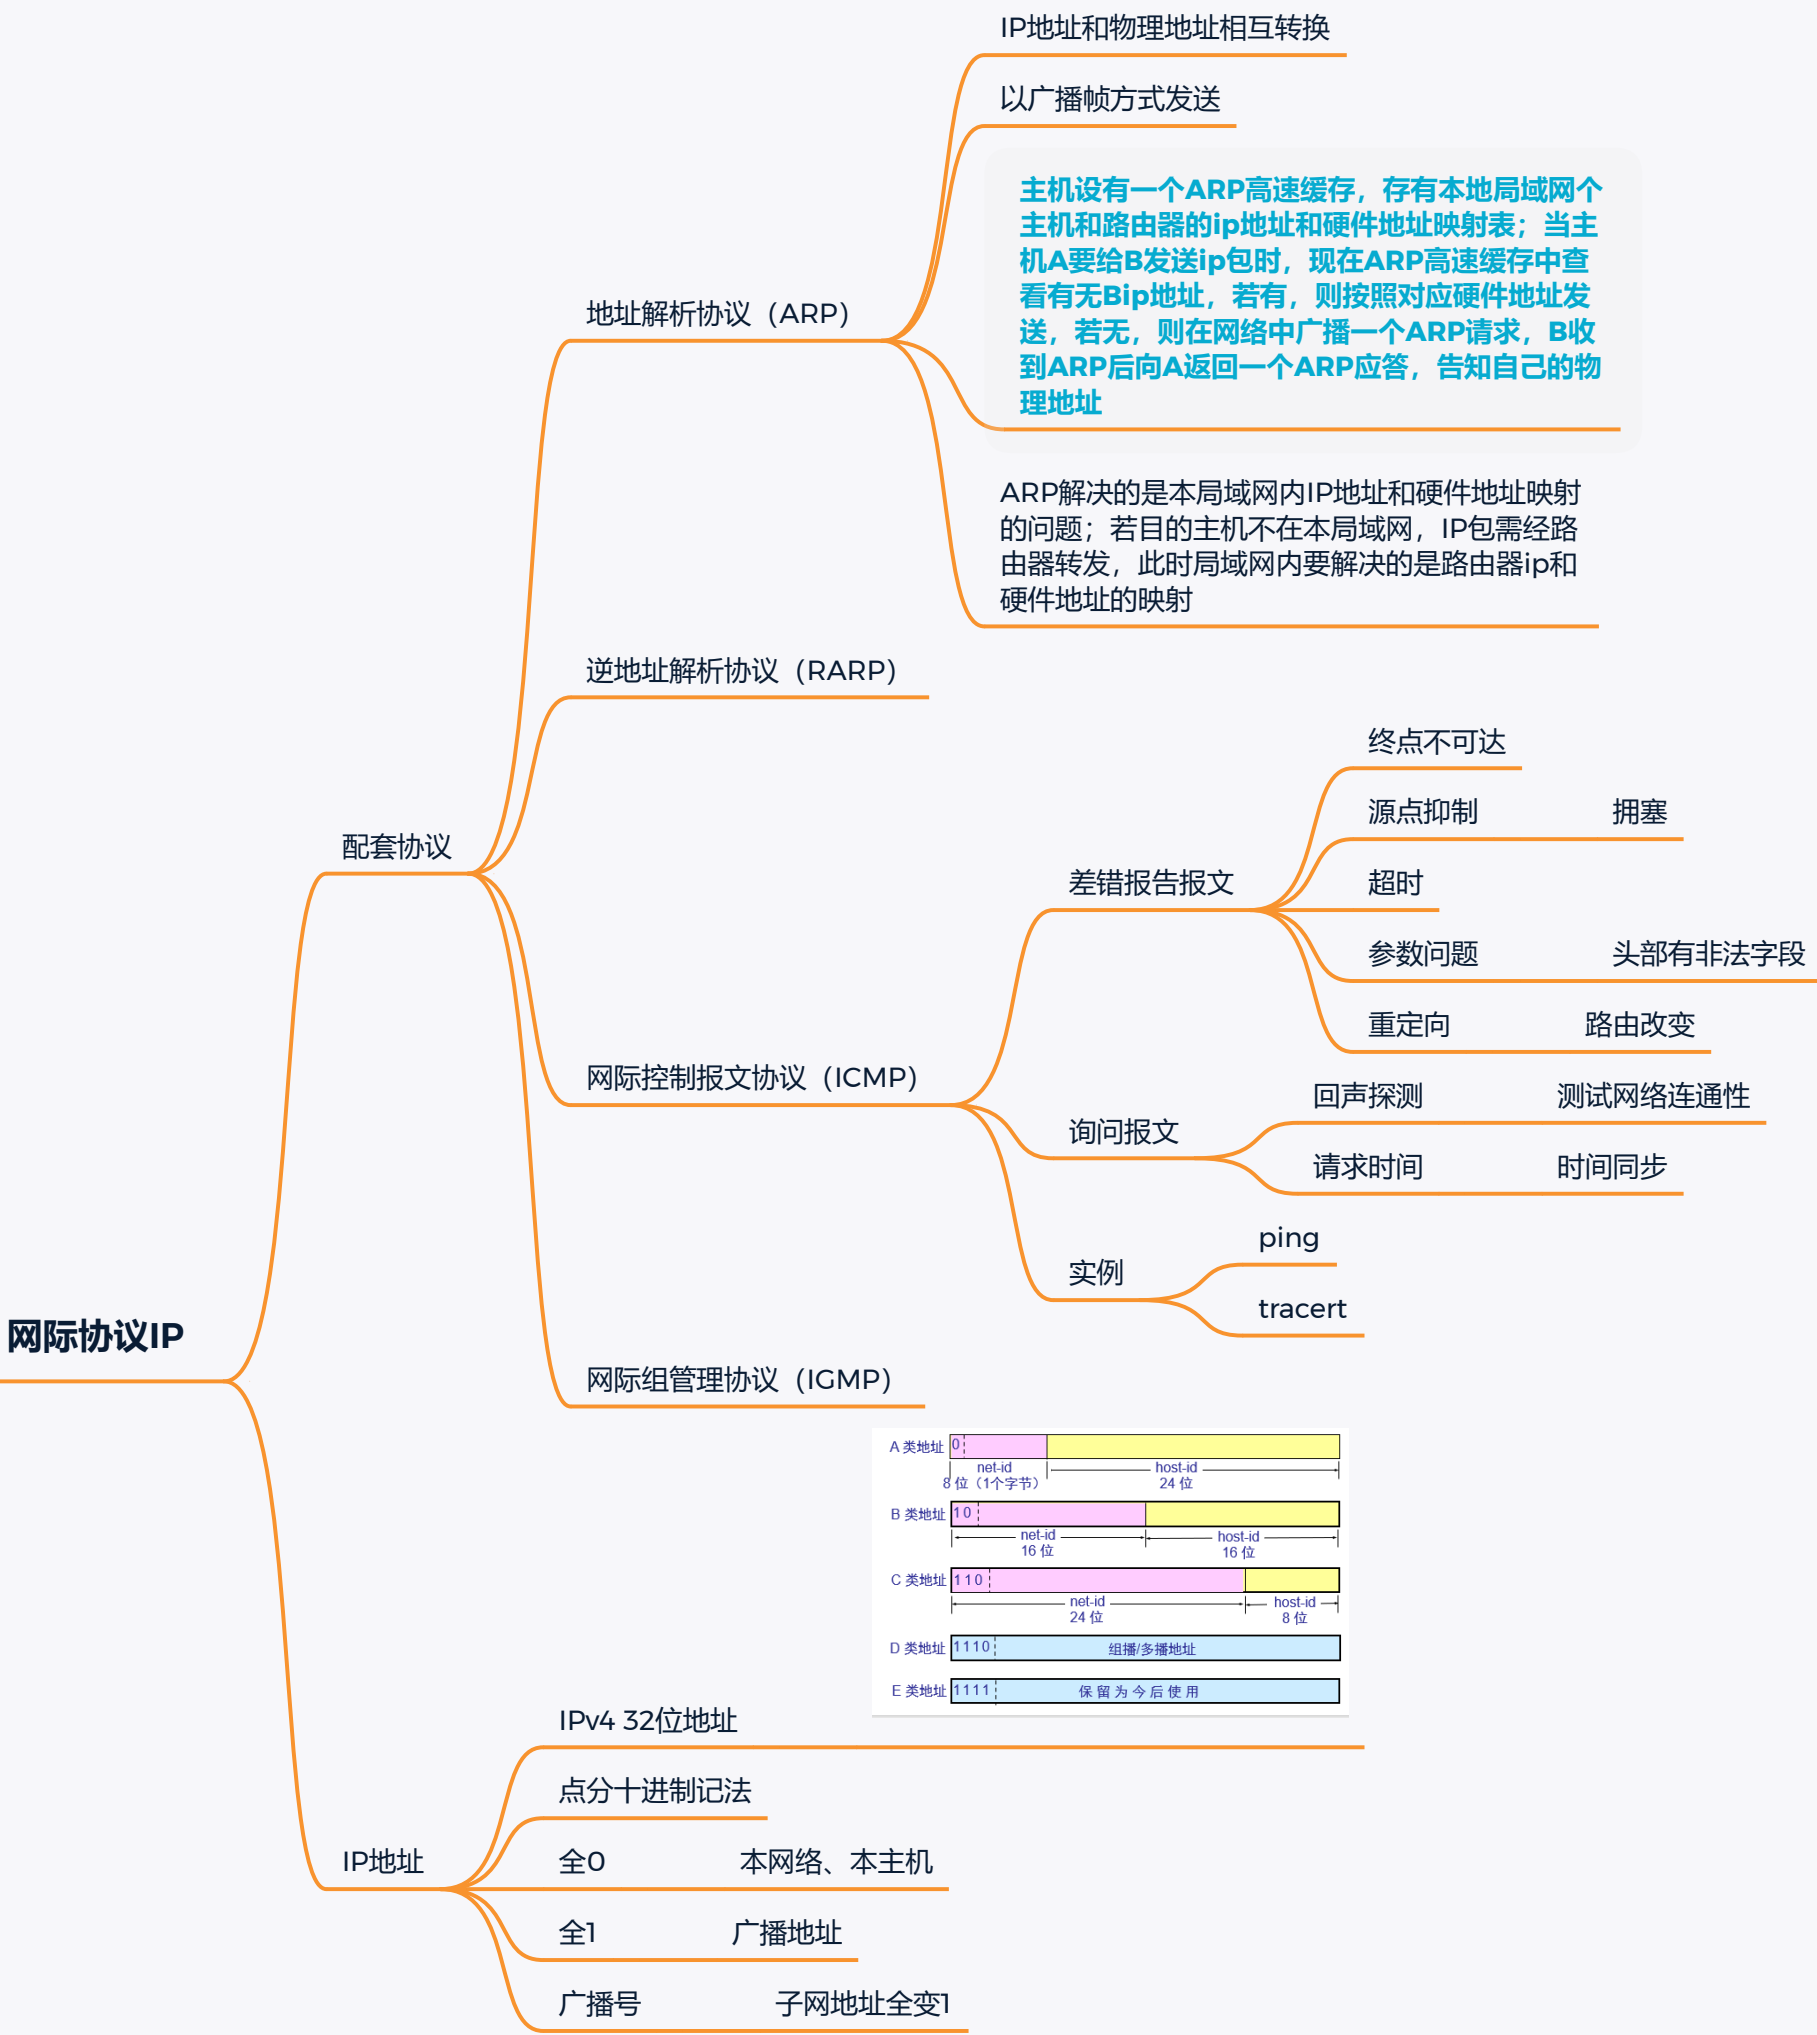 IP地址和物理地址相互转换
以广播帧方式发送
主机设有一个ARP高速缓存，存有本地局域网个
主机和路由器的ip地址和硬件地址映射表；当主
机A要给B发送ip包时，现在ARP高速缓存中查
看有无Bip地址，若有，则按照对应硬件地址发
送，若无，则在网络中广播一个ARP请求，B收
到ARP后向A返回一个ARP应答，告知自己的物
理地址
地址解析协议（ARP）
ARP解决的是本局域网内IP地址和硬件地址映射
的问题；若目的主机不在本局域网，IP包需经路
由器转发，此时局域网内要解决的是路由器ip和
硬件地址的映射
逆地址解析协议（RARP）
配套协议
终点不可达
源点抑制 拥塞
差错报告报文
超时
参数问题 头部有非法字段
重定向 路由改变
网际控制报文协议（ICMP）
回声探测 测试网络连通性
询问报文
请求时间 时间同步
ping
实例
tracert
网际协议IP
网际组管理协议（IGMP）
A 类地址 0
net-id host-id
8 位（1个字节） 24 位
B 类地址 1 0
net-id host-id
16 位 16 位
C 类地址 1 1 0
net-id host-id
24 位 8 位
D 类地址 1 1 1 0 组播/多播地址
E 类地址 1 1 1 1 保 留 为 今 后 使 用
IPv4 32位地址
点分十进制记法
IP地址
全0 本网络、本主机
全1 广播地址
广播号 子网地址全变1